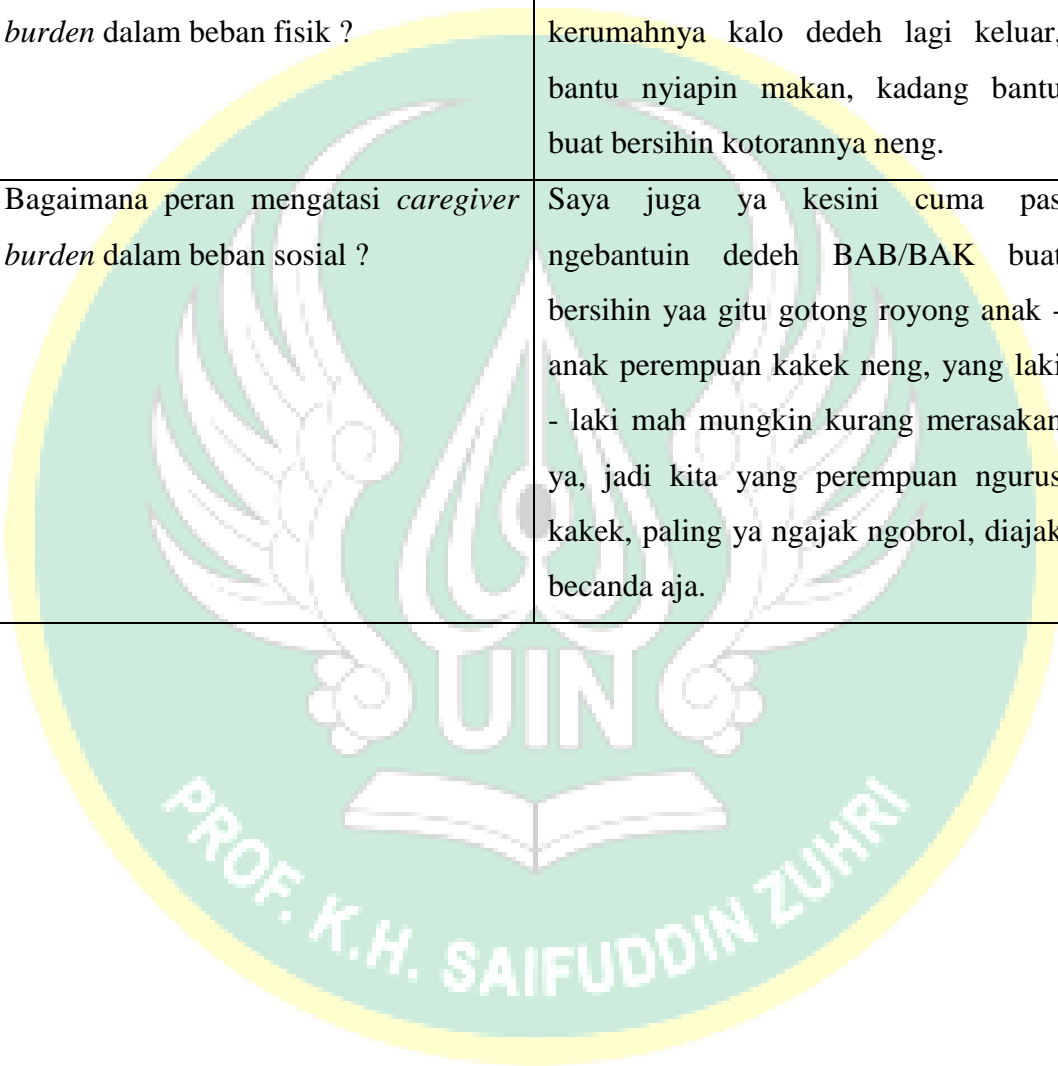 burden dalam beban fisik ?
kerumahnya kalo dedeh lagi keluar,
bantu nyiapin makan, kadang bantu
buat bersihin kotorannya neng.
Bagaimana peran mengatasi caregiver
burden dalam beban sosial ?
Saya juga ya kesini cuma pas
ngebantuin dedeh BAB/BAK buat
bersihin yaa gitu gotong royong anak -
anak perempuan kakek neng, yang laki
- laki mah mungkin kurang merasakan
ya, jadi kita yang perempuan ngurus
kakek, paling ya ngajak ngobrol, diajak
becanda aja.
UIN
PROF. K.H. SAIFUDDIN ZUHRI